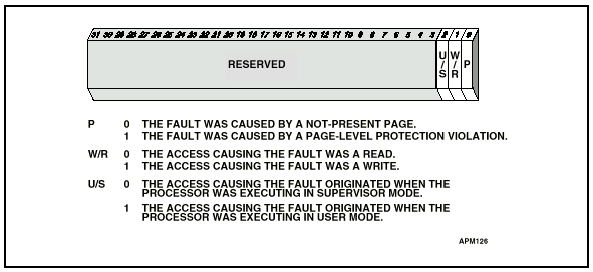 31 30 29 28 27 26 25 24 23 22 21 20 19 18 17 16 15 14 13 12 11 10 9 8 7 6 5 4 3 2 1 0
RESERVED U/S W/R P
P 0 THE FAULT WAS CAUSED BY A NOT-PRESENT PAGE.
1 THE FAULT WAS CAUSED BY A PAGE-LEVEL PROTECTION VIOLATION.
W/R 0 THE ACCESS CAUSING THE FAULT WAS A READ.
1 THE ACCESS CAUSING THE FAULT WAS A WRITE.
U/S 0 THE ACCESS CAUSING THE FAULT ORIGINATED WHEN THE
PROCESSOR WAS EXECUTING IN SUPERVISOR MODE.
1 THE ACCESS CAUSING THE FAULT ORIGINATED WHEN THE
PROCESSOR WAS EXECUTING IN USER MODE.
APM126